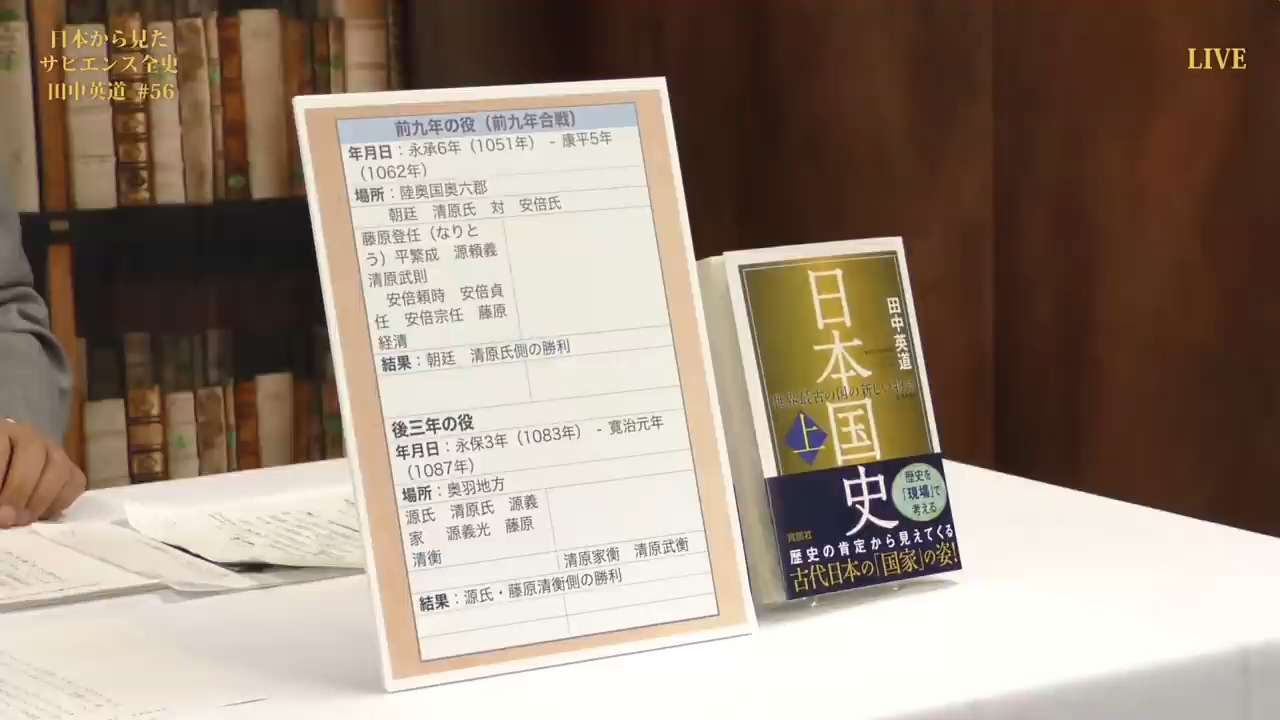 日本から見た
サピエンス全史
田中英道 #56
LIVE
前九年の役（前九年合戦）
年月日：永承6年（1051年） - 康平5年
（1062年）
場所：陸奥国奥六郡
朝廷 清原氏 対 安倍氏
藤原登任（なりと
う）平繁成 源頼義
清原武則
安倍頼時 安倍貞
任 安倍宗任 藤原
経清
結果：朝廷 清原氏側の勝利
後三年の役
年月日：永保3年（1083年） - 寛治元年
（1087年）
場所：奥羽地方
源氏 清原氏 源義
家 源義光 藤原
清衡
清原家衡 清原武衡
結果：源氏・藤原清衡側の勝利
日本国史
世界最古の国の新しい
上
田中英道
歴史を
「現場」で
考える
育鵬社
歴史の肯定から見えてくる
古代日本の「国家」の姿!